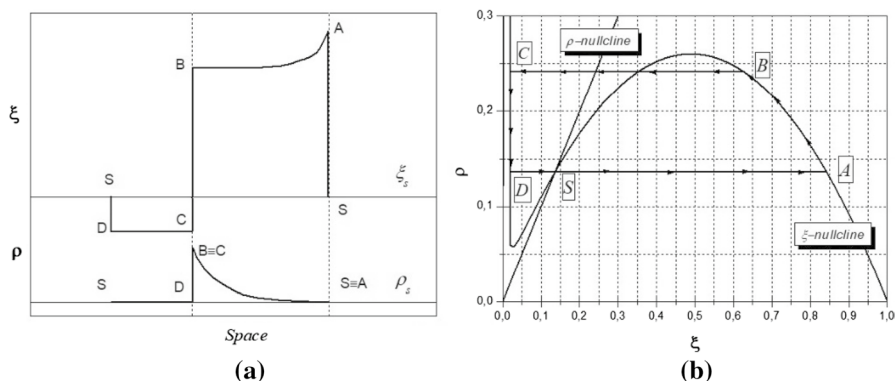 A
B
ξ
ξs
S
S
D
C
ρ
B≡C
S
D
S≡A
ρs
Space
(a)
0,3
ρ–nullcline
C
B
0,2
ρ
D
S
A
0,1
ξ–nullcline
0,0
0,0 0,1 0,2 0,3 0,4 0,5 0,6 0,7 0,8 0,9 1,0
ξ
(b)